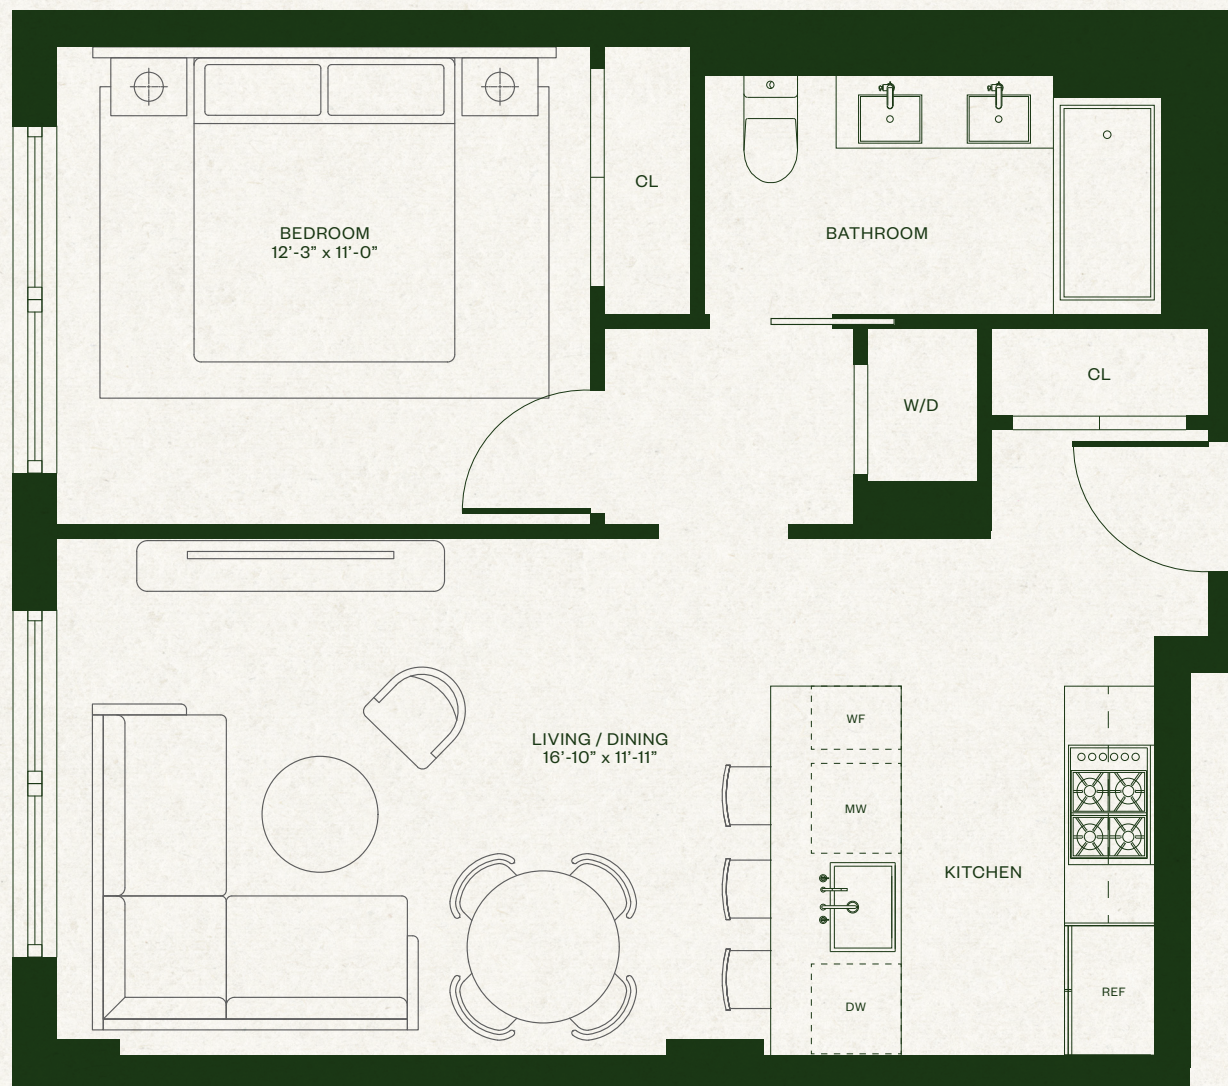 CL
BEDROOM
12’-3” x 11’-0”
BATHROOM
CL
W/D
WF
LIVING / DINING
16’-10” x 11’-11”
MW
KITCHEN
REF
DW